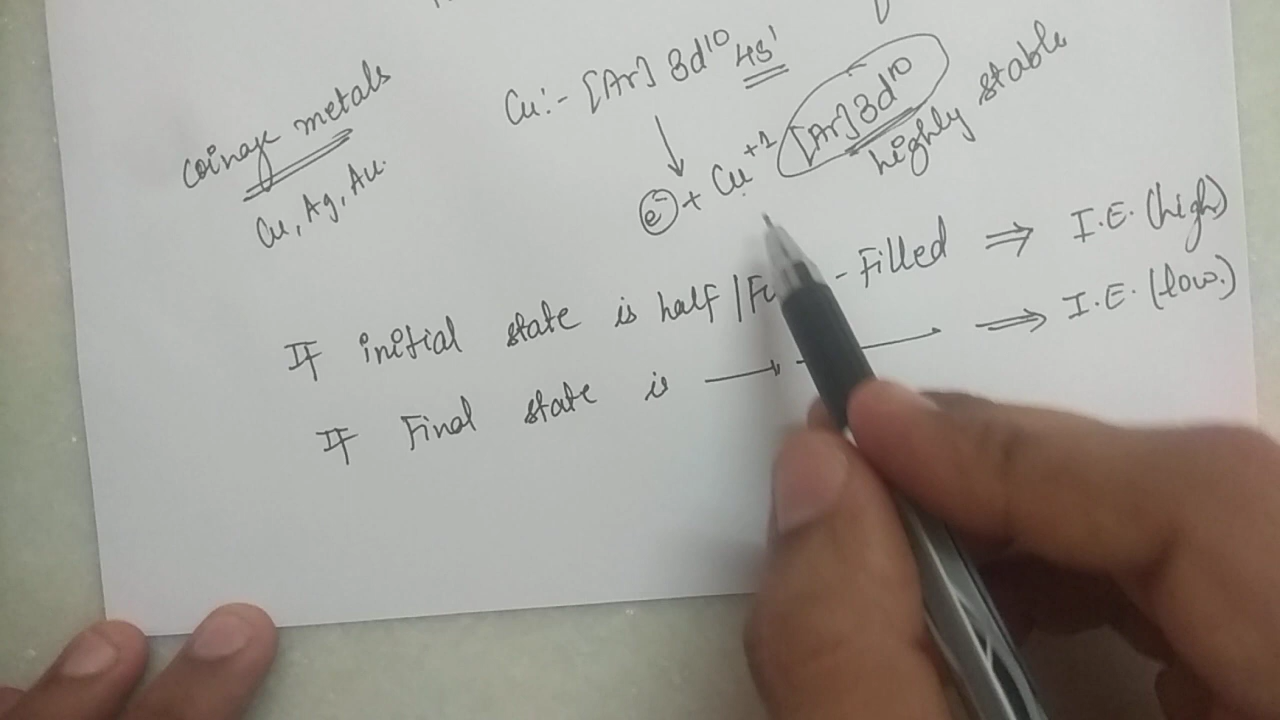 coinage metals
Cu, Ag, Au.
Cu:- [Ar] 3d¹⁰ 4s¹
e⁻ + Cu⁺¹ [Ar] 3d¹⁰
highly stable
If initial state is half / -Filled ⇒ I.E. (high)
If Final state is —— —— ⇒ I.E. (low.)